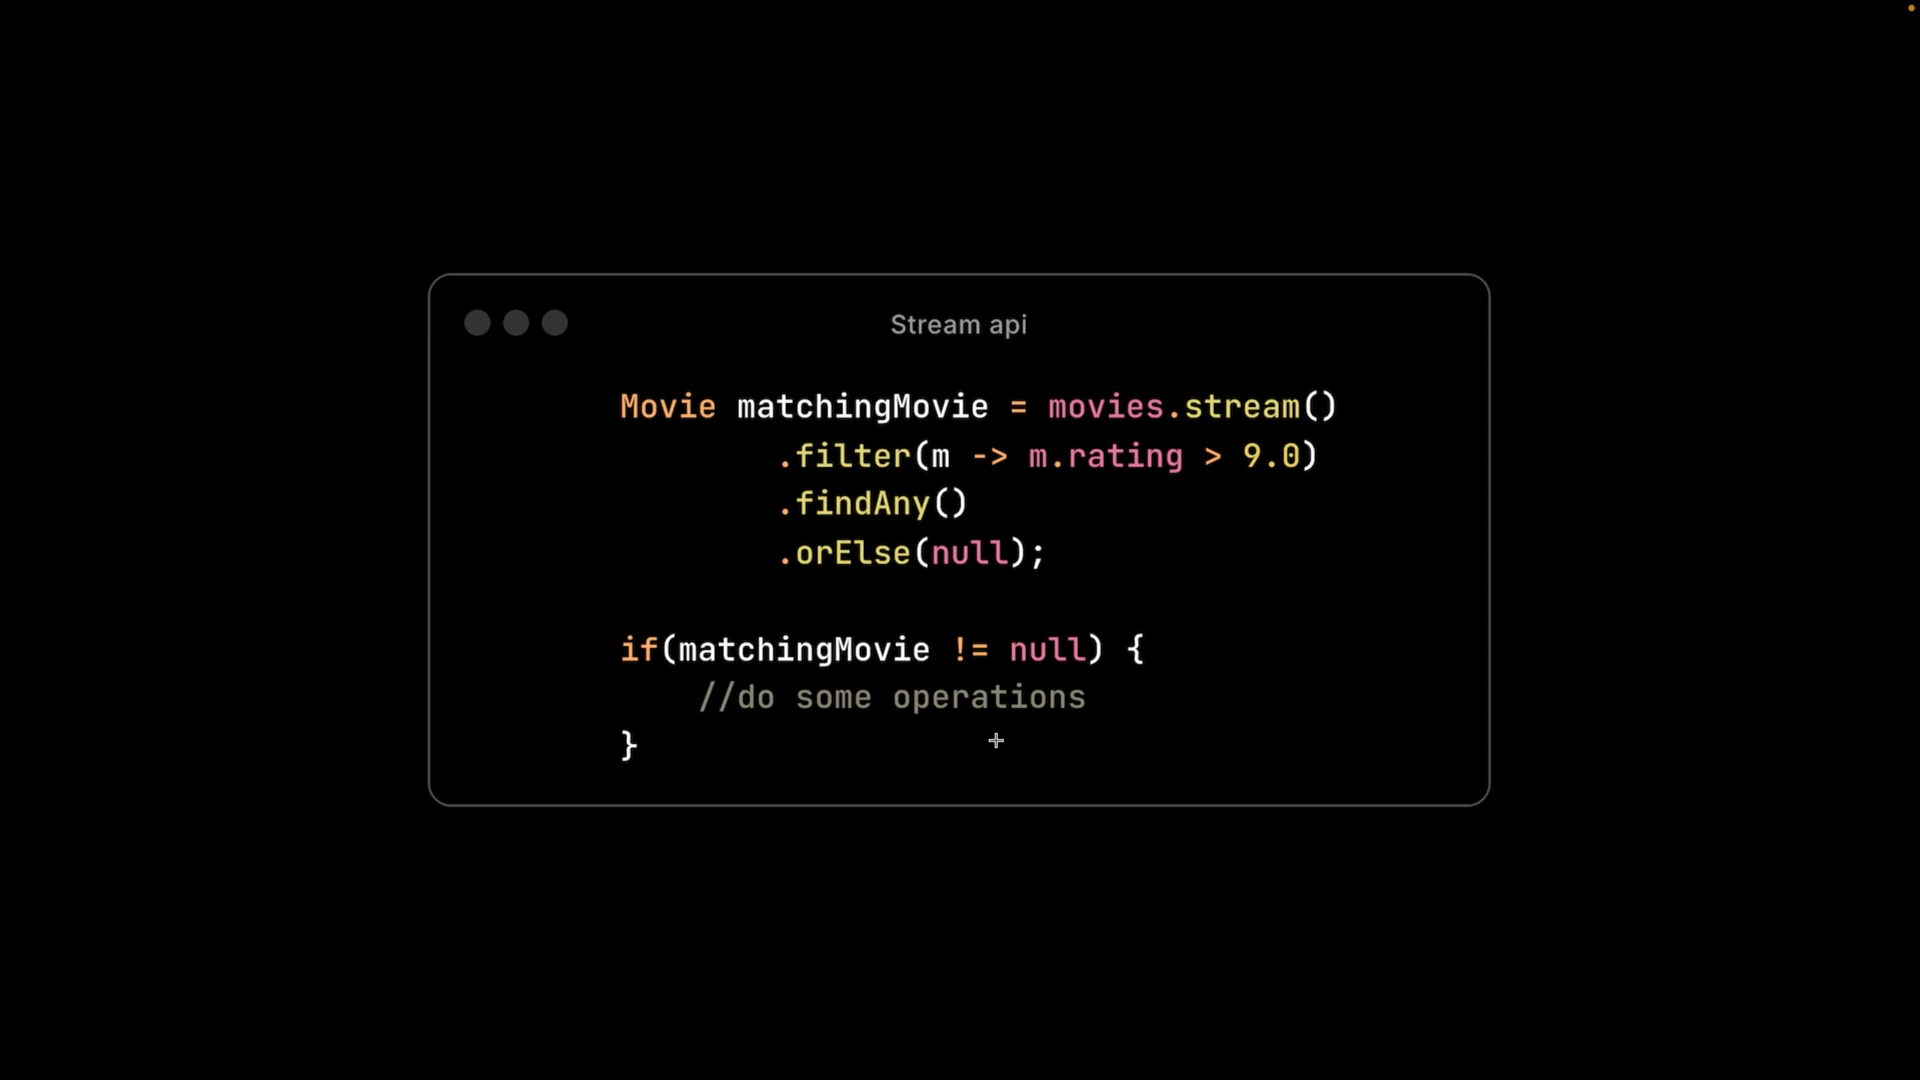 Stream api
Movie matchingMovie = movies.stream()
.filter(m -> m.rating > 9.0)
.findAny()
.orElse(null);
if(matchingMovie != null) {
//do some operations
}